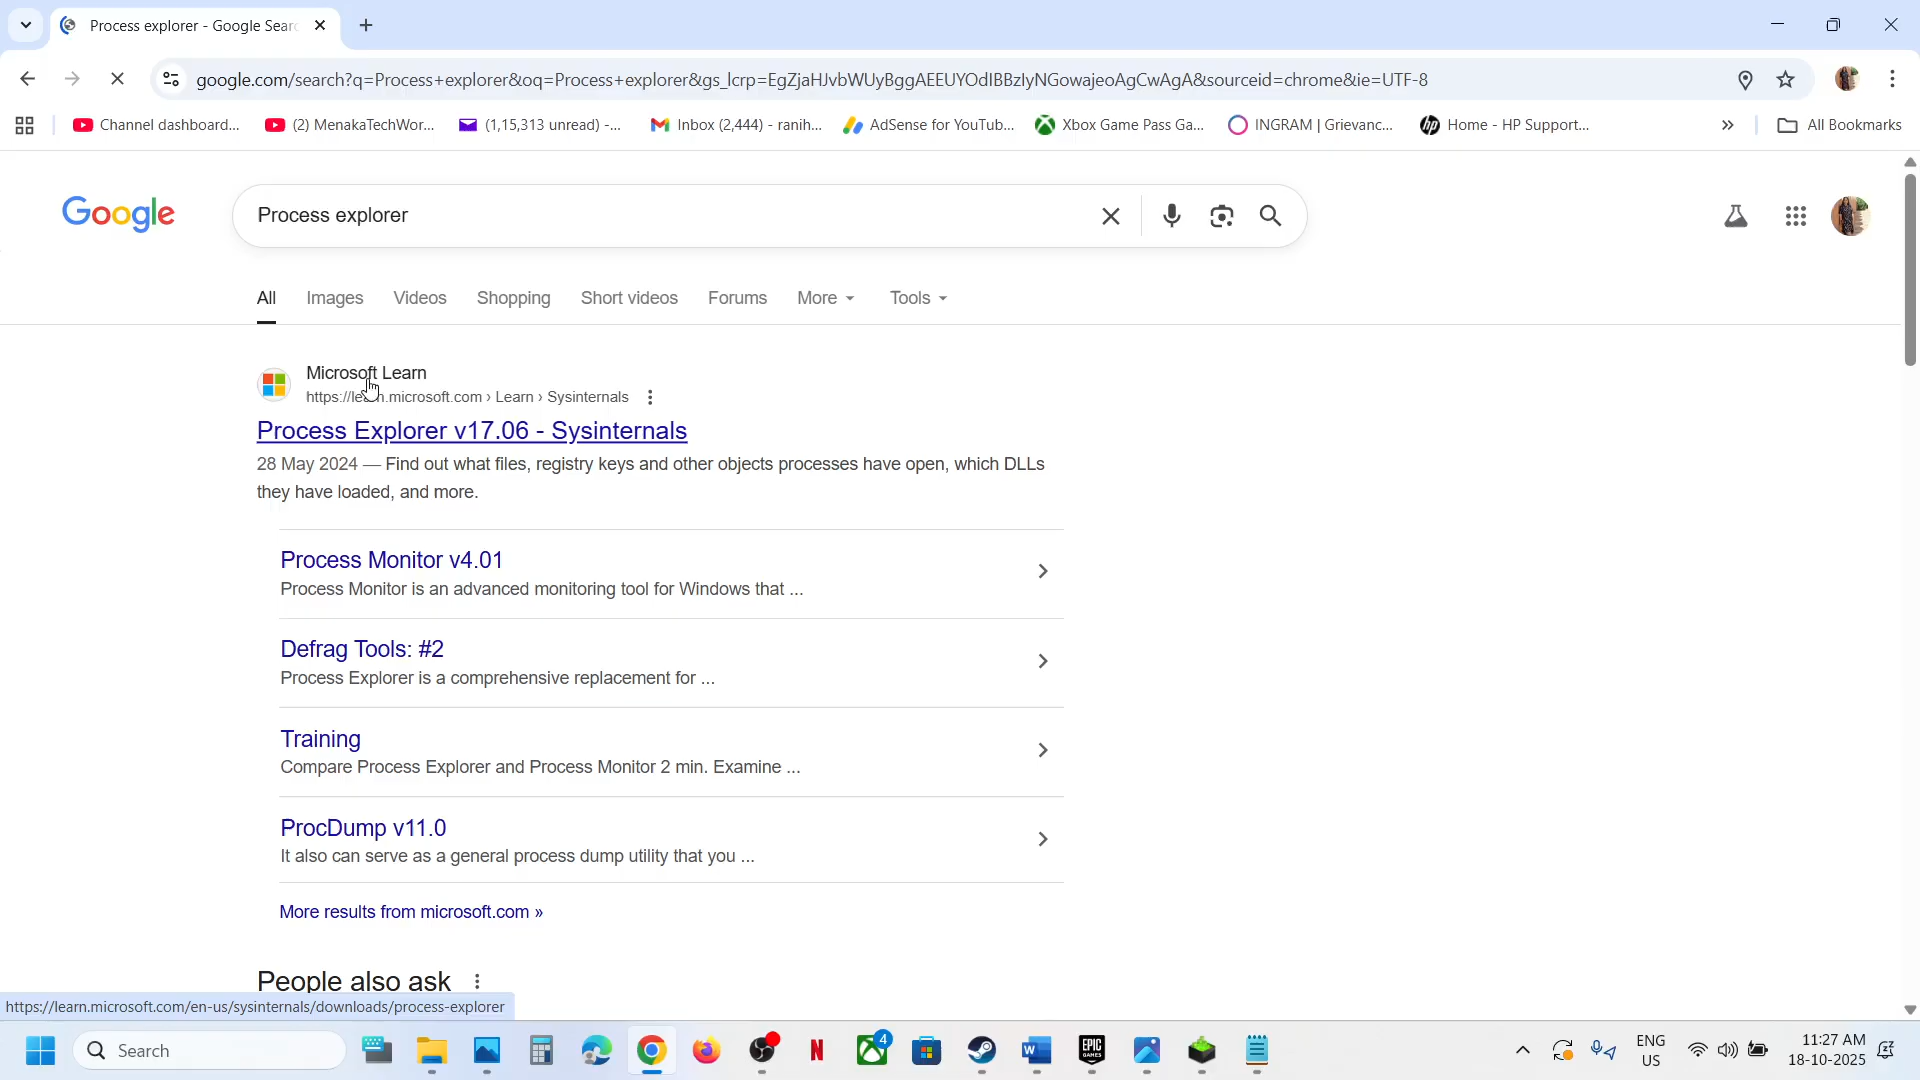 Process explorer - Google Searc
google.com/search?q=Process+explorer&oq=Process+explorer&gs_lcrp=EgZjaHJvbWUyBggAEEUYOdIBBzIyNGowajeoAgCwAgA&sourceid=chrome&ie=UTF-8
Channel dashboard... (2) MenakaTechWor... (1,15,313 unread) -... Inbox (2,444) - ranih... AdSense for YouTub... Xbox Game Pass Ga... INGRAM | Grievanc... Home - HP Support... » All Bookmarks
Google
Process explorer
All Images Videos Shopping Short videos Forums More Tools
Microsoft Learn
https://learn.microsoft.com › Learn › Sysinternals
Process Explorer v17.06 - Sysinternals
28 May 2024 — Find out what files, registry keys and other objects processes have open, which DLLs
they have loaded, and more.
Process Monitor v4.01
Process Monitor is an advanced monitoring tool for Windows that ...
Defrag Tools: #2
Process Explorer is a comprehensive replacement for ...
Training
Compare Process Explorer and Process Monitor 2 min. Examine ...
ProcDump v11.0
It also can serve as a general process dump utility that you ...
More results from microsoft.com »
People also ask
https://learn.microsoft.com/en-us/sysinternals/downloads/process-explorer
Search
4
EPIC GAMES
ENG
US
11:27 AM
18-10-2025